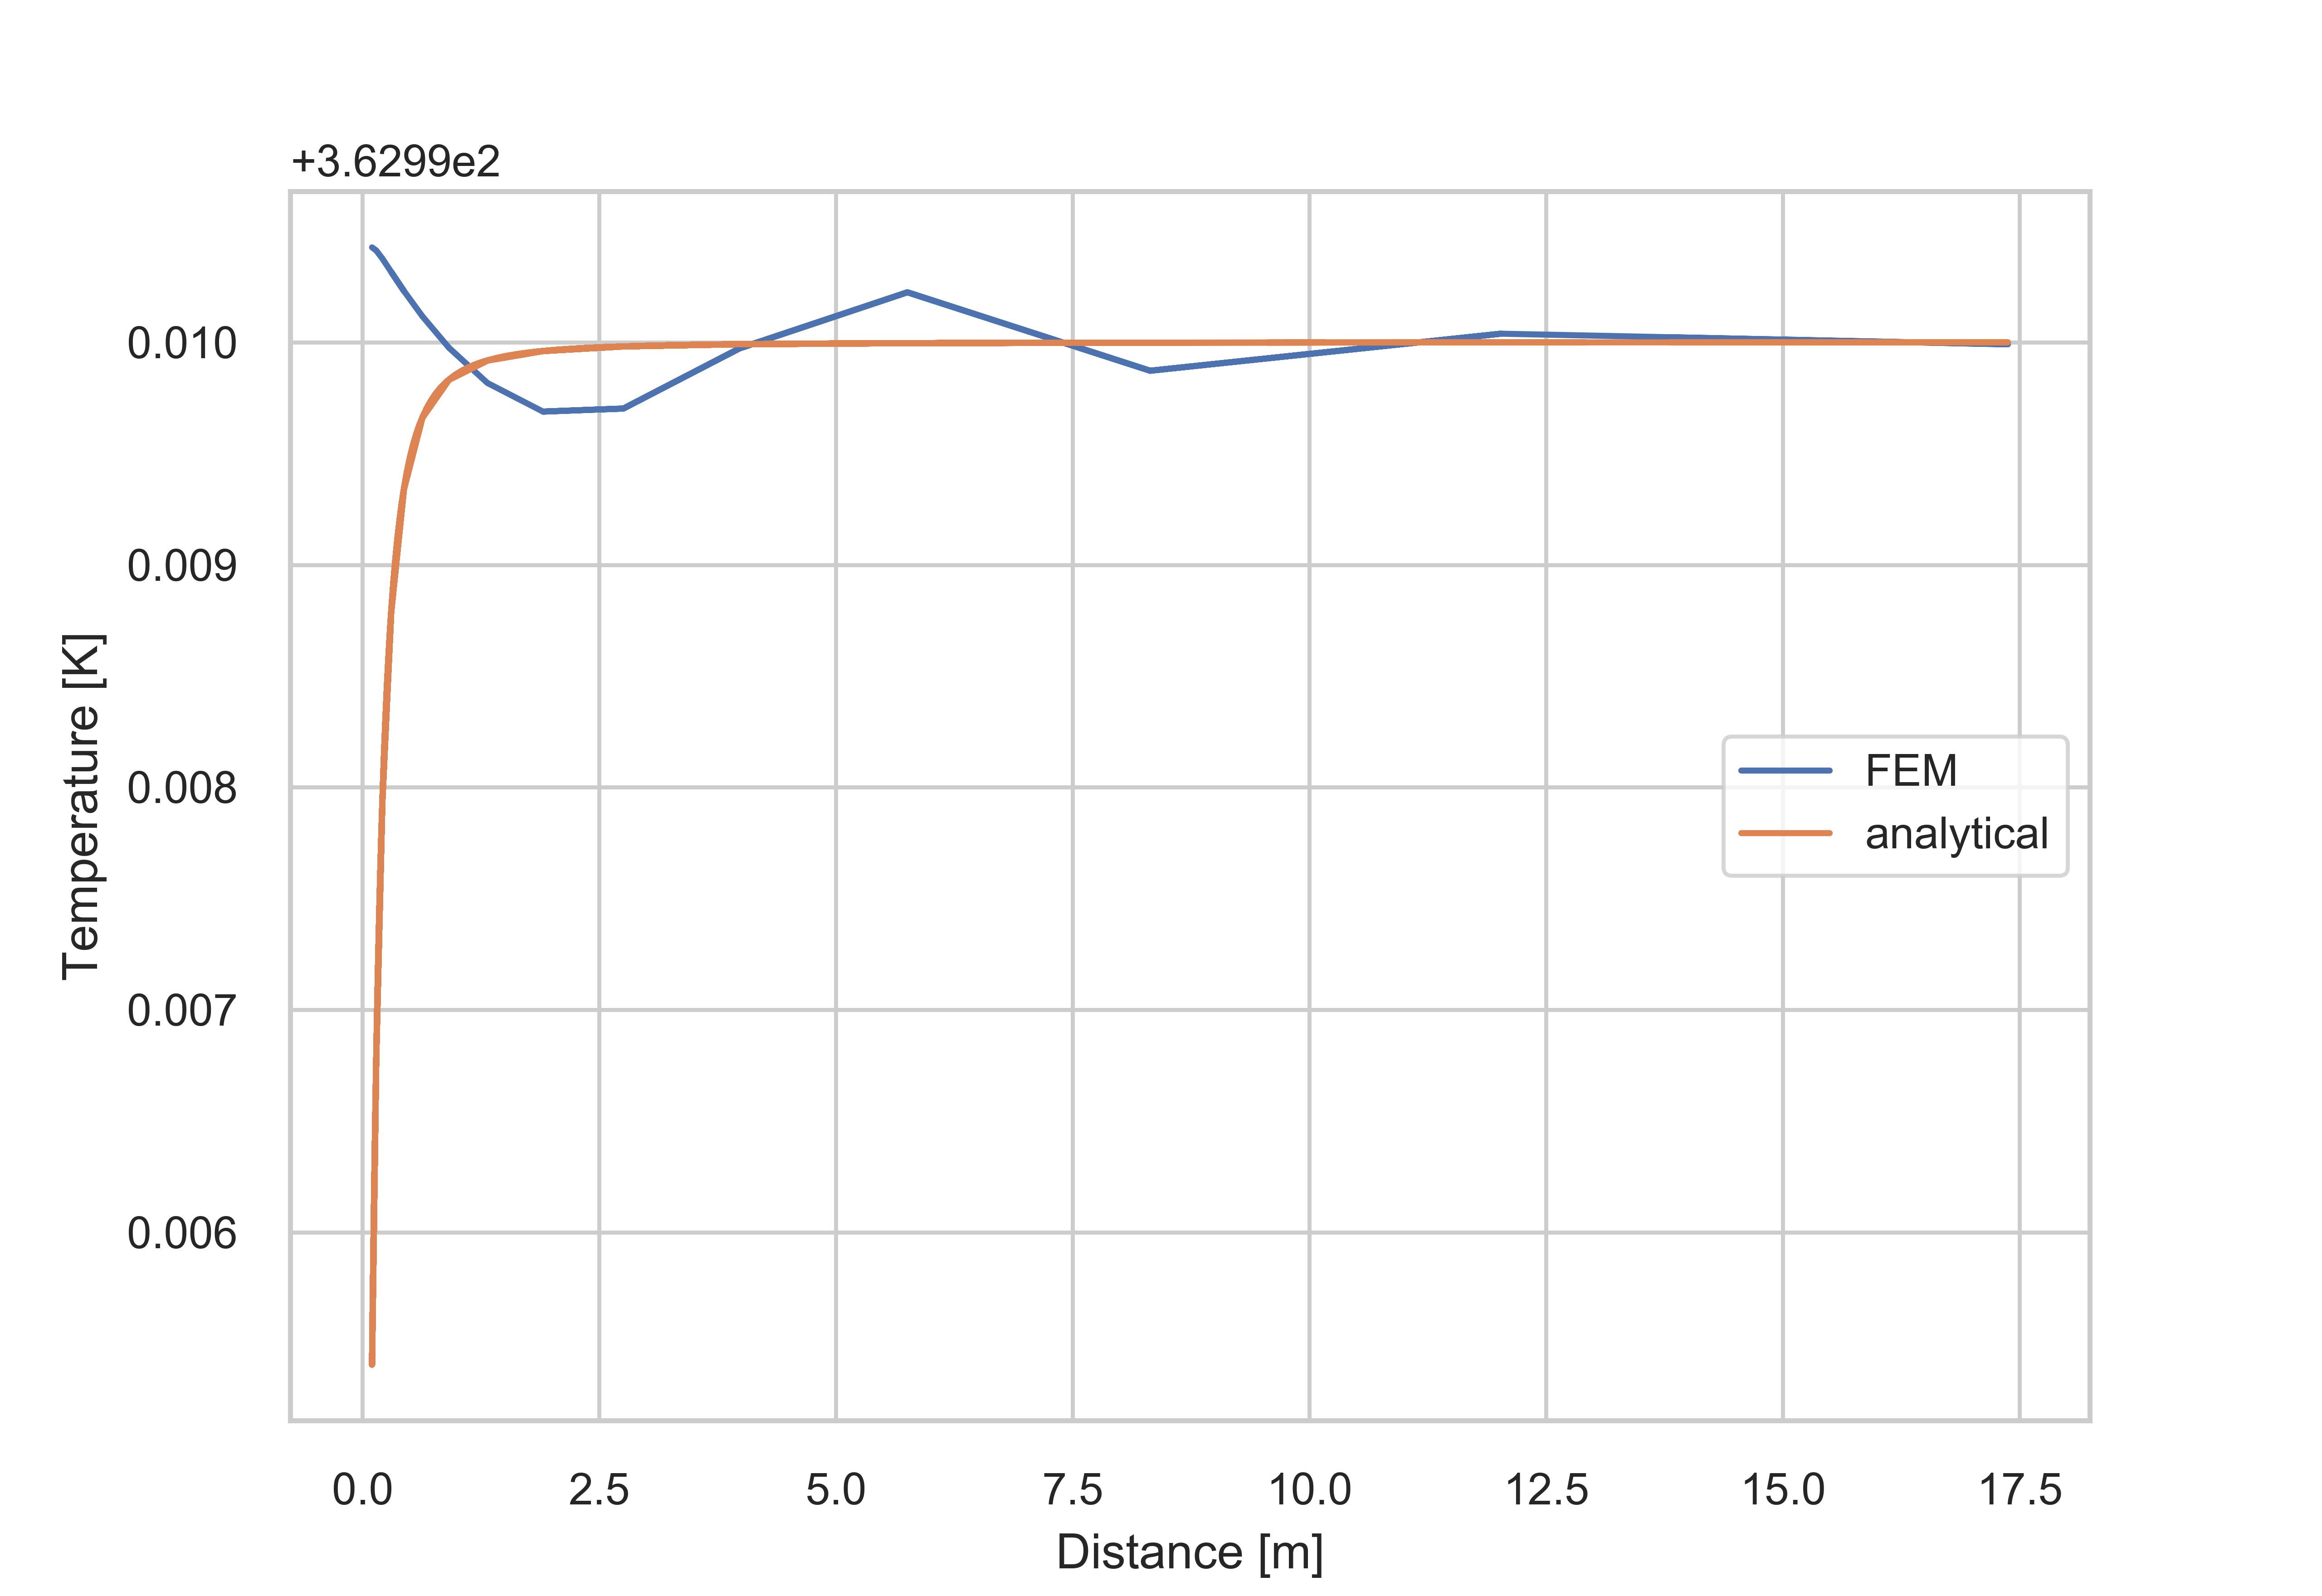 +3.6299e2
0.010
0.009
0.008
0.007
0.006
Temperature [K]
FEM
analytical
0.0 2.5 5.0 7.5 10.0 12.5 15.0 17.5
Distance [m]